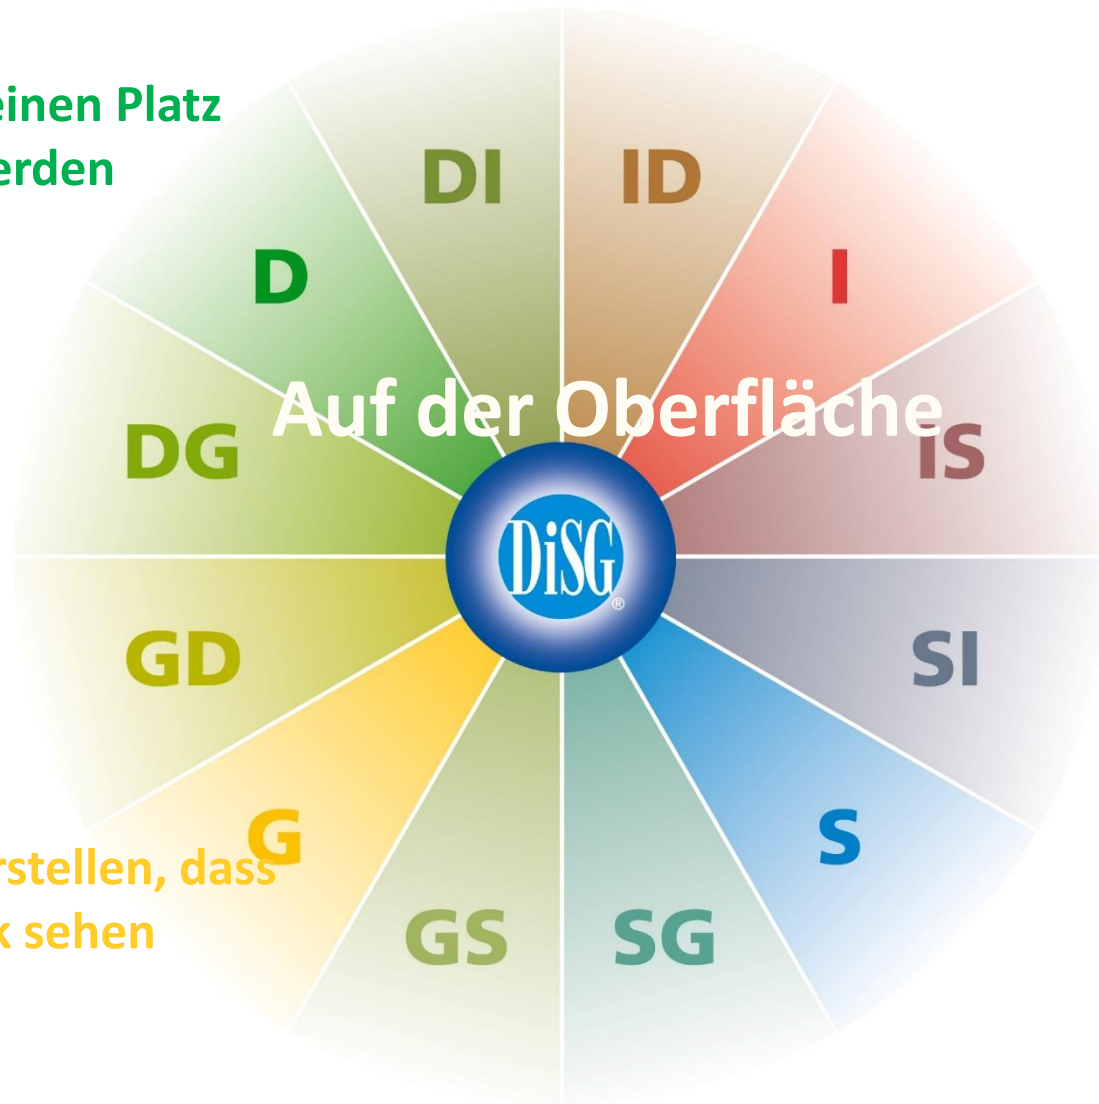 einen Platz
erden
DI
ID
D
I
Auf der Oberfläche
DG
IS
DiSG
®
GD
SI
G
S
rstellen, dass
k sehen
GS
SG